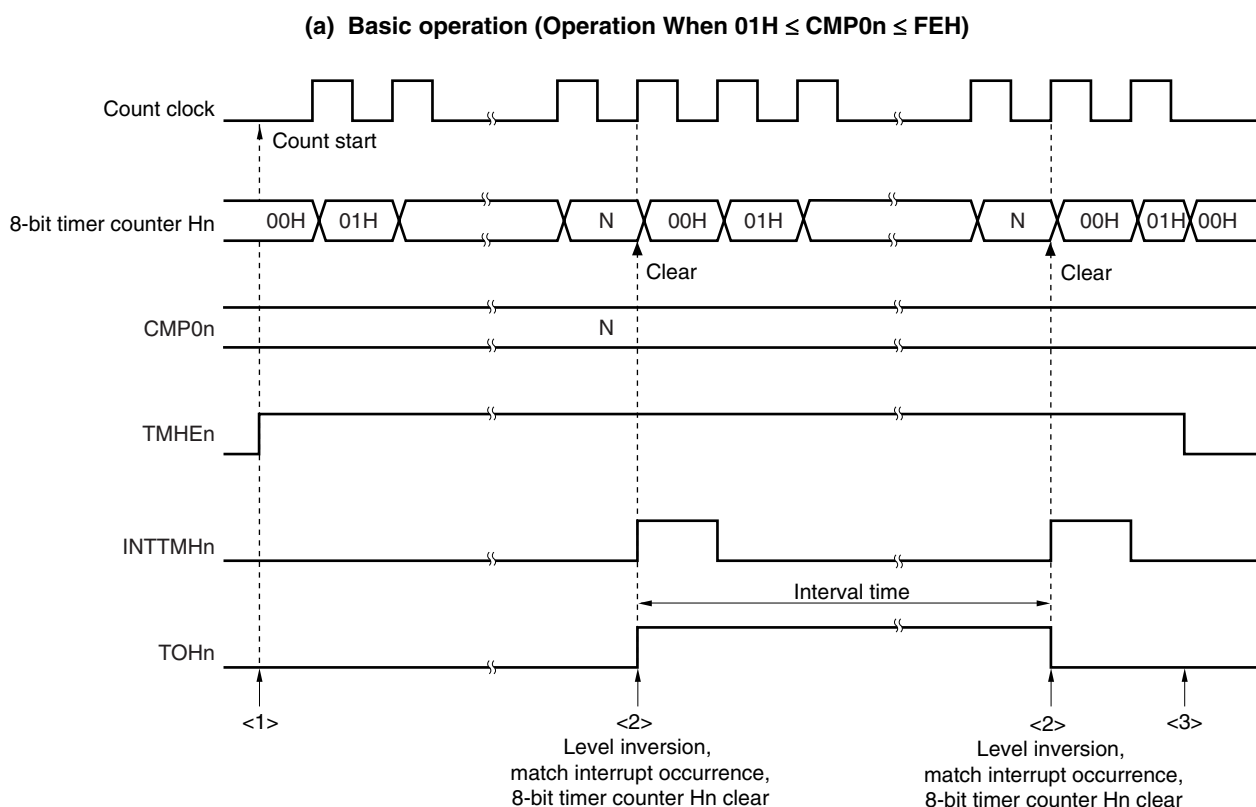 (a) Basic operation (Operation When 01H ≤ CMP0n ≤ FEH)
Count clock
Count start
8-bit timer counter Hn
00H
01H
N
00H
01H
N
00H
01H
00H
Clear
Clear
CMP0n
N
TMHEn
INTTMHn
Interval time
TOHn
<1>
<2>
<2>
<3>
Level inversion,
match interrupt occurrence,
8-bit timer counter Hn clear
Level inversion,
match interrupt occurrence,
8-bit timer counter Hn clear